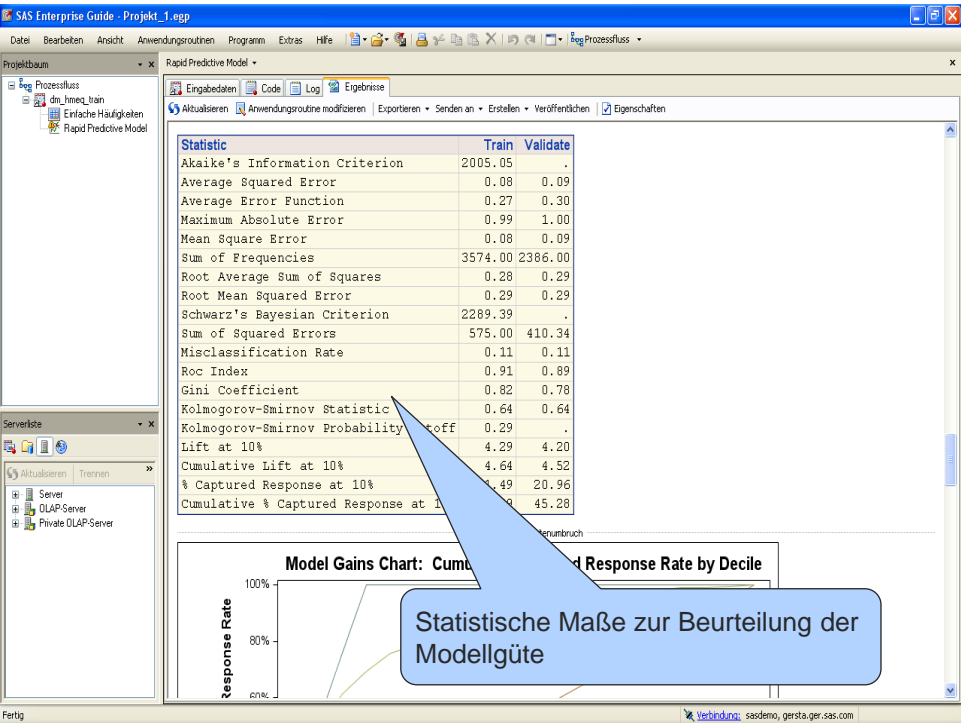 SAS Enterprise Guide - Projekt_1.egp
Datei Bearbeiten Ansicht Anwendungsroutinen Programm Extras Hilfe Prozessfluss
Projektbaum
Prozessfluss
dm_hmeq_train
Einfache Häufigkeiten
Rapid Predictive Model
Rapid Predictive Model
Eingabedaten Code Log Ergebnisse
Aktualisieren Anwendungsroutine modifizieren Exportieren Senden an Erstellen Veröffentlichen Eigenschaften
Statistic Train Validate
Akaike's Information Criterion 2005.05 .
Average Squared Error 0.08 0.09
Average Error Function 0.27 0.30
Maximum Absolute Error 0.99 1.00
Mean Square Error 0.08 0.09
Sum of Frequencies 3574.00 2386.00
Root Average Sum of Squares 0.28 0.29
Root Mean Squared Error 0.29 0.29
Schwarz's Bayesian Criterion 2289.39 .
Sum of Squared Errors 575.00 410.34
Misclassification Rate 0.11 0.11
Roc Index 0.91 0.89
Gini Coefficient 0.82 0.78
Kolmogorov-Smirnov Statistic 0.64 0.64
Kolmogorov-Smirnov Probability 0.29 .
Lift at 10% 4.29 4.20
Cumulative Lift at 10% 4.64 4.52
% Captured Response at 10% .49 20.96
Cumulative % Captured Response at 45.28
Model Gains Chart: Response Rate by Decile
100%
80%
60%
Response Rate
Statistische Maße zur Beurteilung der
Modellgüte
Serverliste
Aktualisieren Trennen »
Server
OLAP-Server
Private OLAP-Server
Fertig
Verbindung: sasdemo, gersta.ger.sas.com